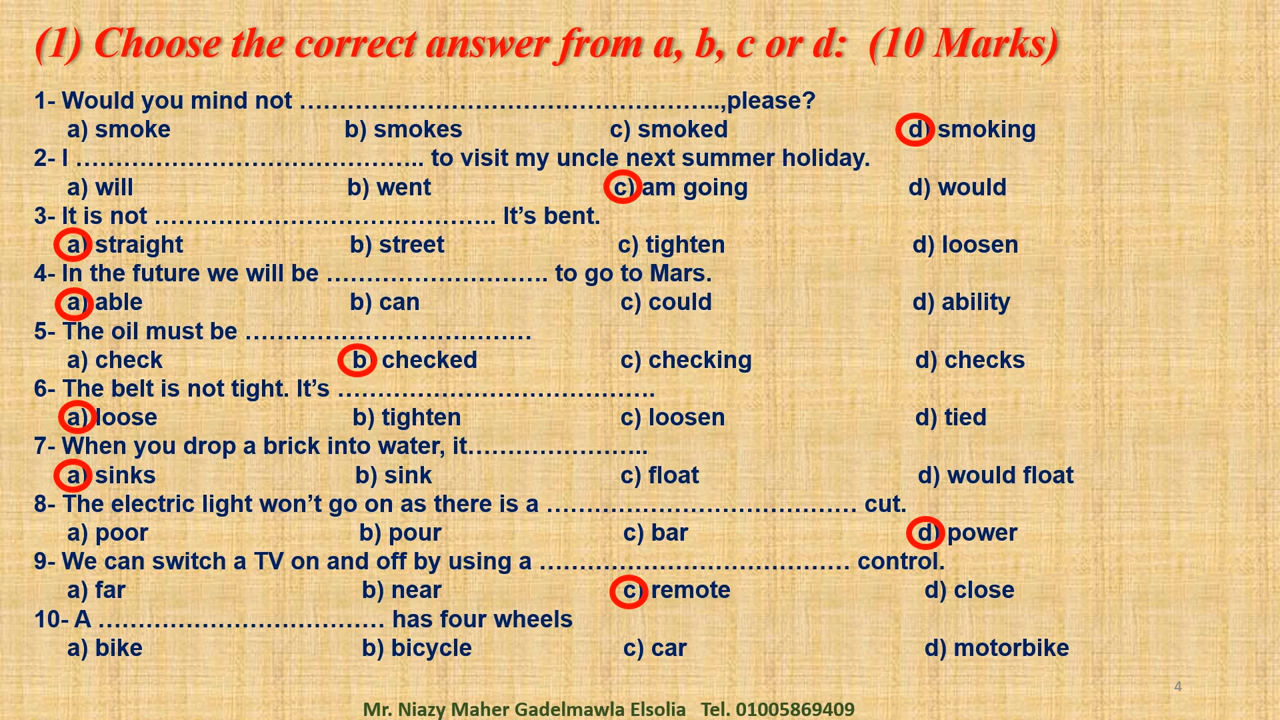 (1) Choose the correct answer from a, b, c or d: (10 Marks)
1- Would you mind not ……………………………………………..,please?
a) smoke b) smokes c) smoked d) smoking
2- I …………………………………….. to visit my uncle next summer holiday.
a) will b) went c) am going d) would
3- It is not ……………………………………. It’s bent.
a) straight b) street c) tighten d) loosen
4- In the future we will be ………………………. to go to Mars.
a) able b) can c) could d) ability
5- The oil must be ………………………………
a) check b) checked c) checking d) checks
6- The belt is not tight. It’s ………………………………….
a) loose b) tighten c) loosen d) tied
7- When you drop a brick into water, it…………………..
a) sinks b) sink c) float d) would float
8- The electric light won’t go on as there is a ………………………………… cut.
a) poor b) pour c) bar d) power
9- We can switch a TV on and off by using a ………………………………… control.
a) far b) near c) remote d) close
10- A ……………………………… has four wheels
a) bike b) bicycle c) car d) motorbike
4
Mr. Niazy Maher Gadelmawla Elsolia Tel. 01005869409